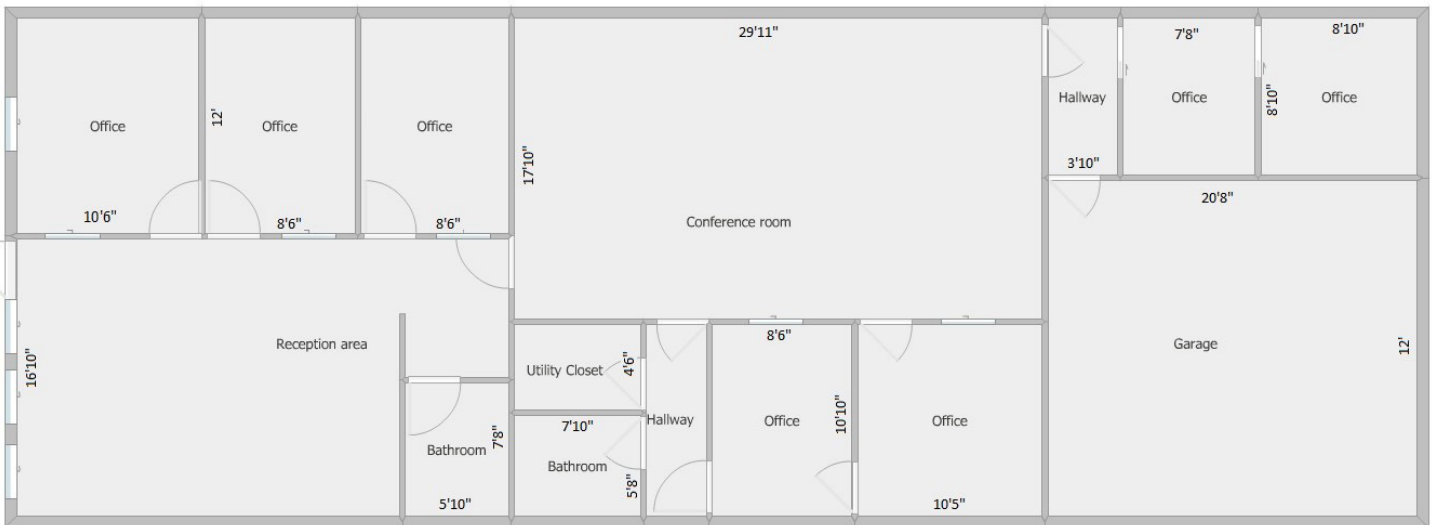 29'11"
7'8"
8'10"
Office
12'
Office
Office
Hallway
Office
8'10"
Office
17'10"
3'10"
10'6"
8'6"
8'6"
20'8"
Conference room
8'6"
Reception area
16'10"
Utility Closet
4'6"
Garage
12'
7'10"
Hallway
Office
10'10"
Office
Bathroom
7'8"
Bathroom
5'8"
5'10"
10'5"